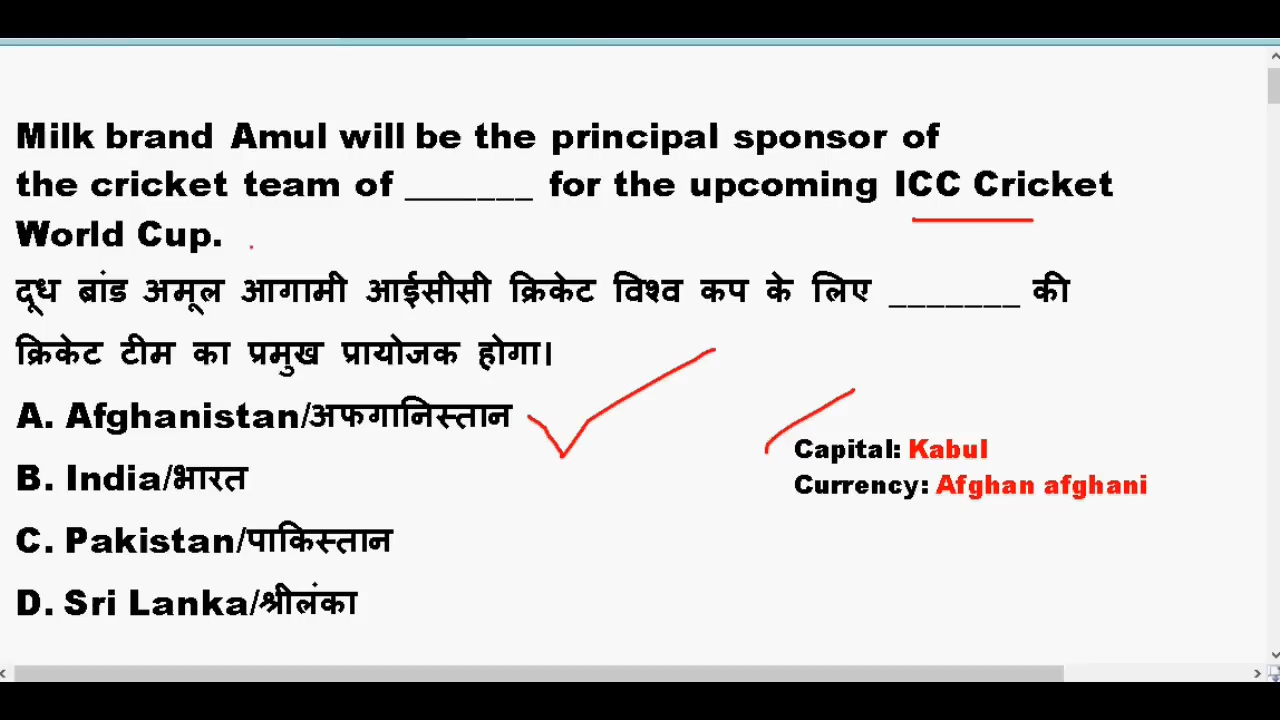 Milk brand Amul will be the principal sponsor of
the cricket team of _______ for the upcoming ICC Cricket
World Cup.
दूध ब्रांड अमूल आगामी आईसीसी क्रिकेट विश्व कप के लिए _______ की
क्रिकेट टीम का प्रमुख प्रायोजक होगा।
A. Afghanistan/अफगानिस्तान
Capital: Kabul
B. India/भारत
Currency: Afghan afghani
C. Pakistan/पाकिस्तान
D. Sri Lanka/श्रीलंका